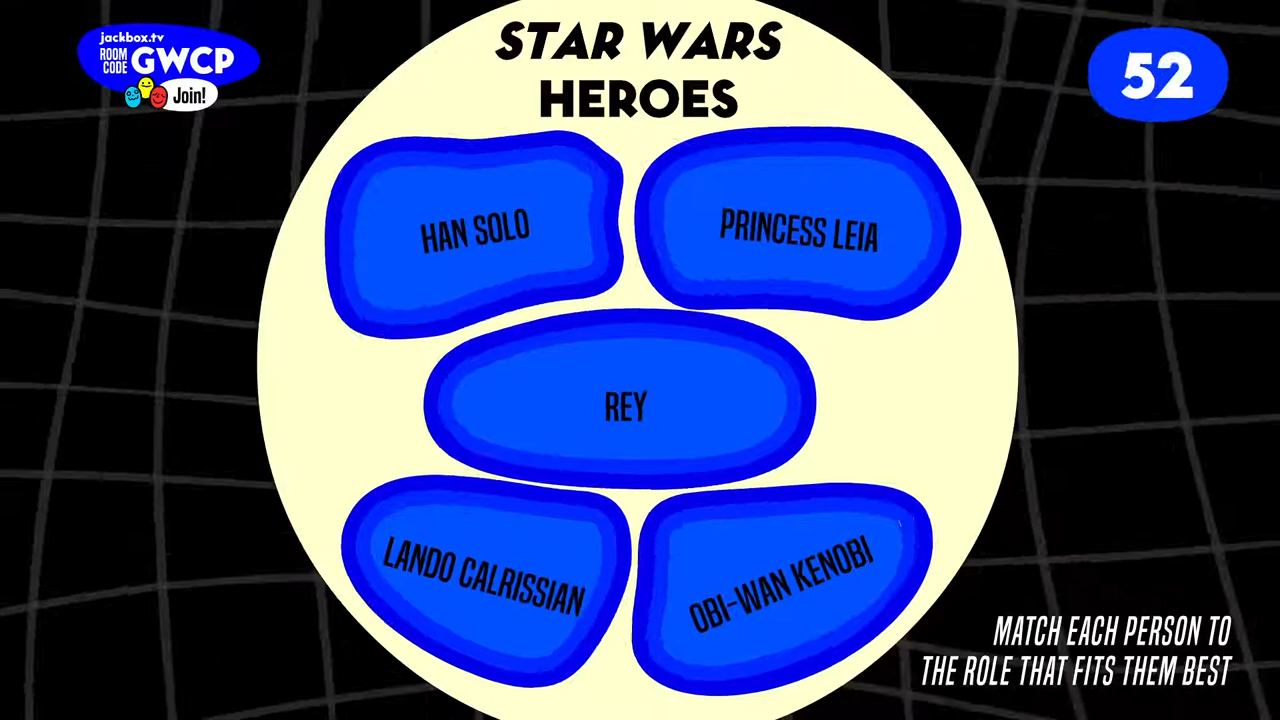 jackbox.tv
ROOM CODE GWCP
Join!
STAR WARS
HEROES
52
HAN SOLO
PRINCESS LEIA
REY
LANDO CALRISSIAN
OBI-WAN KENOBI
MATCH EACH PERSON TO
THE ROLE THAT FITS THEM BEST